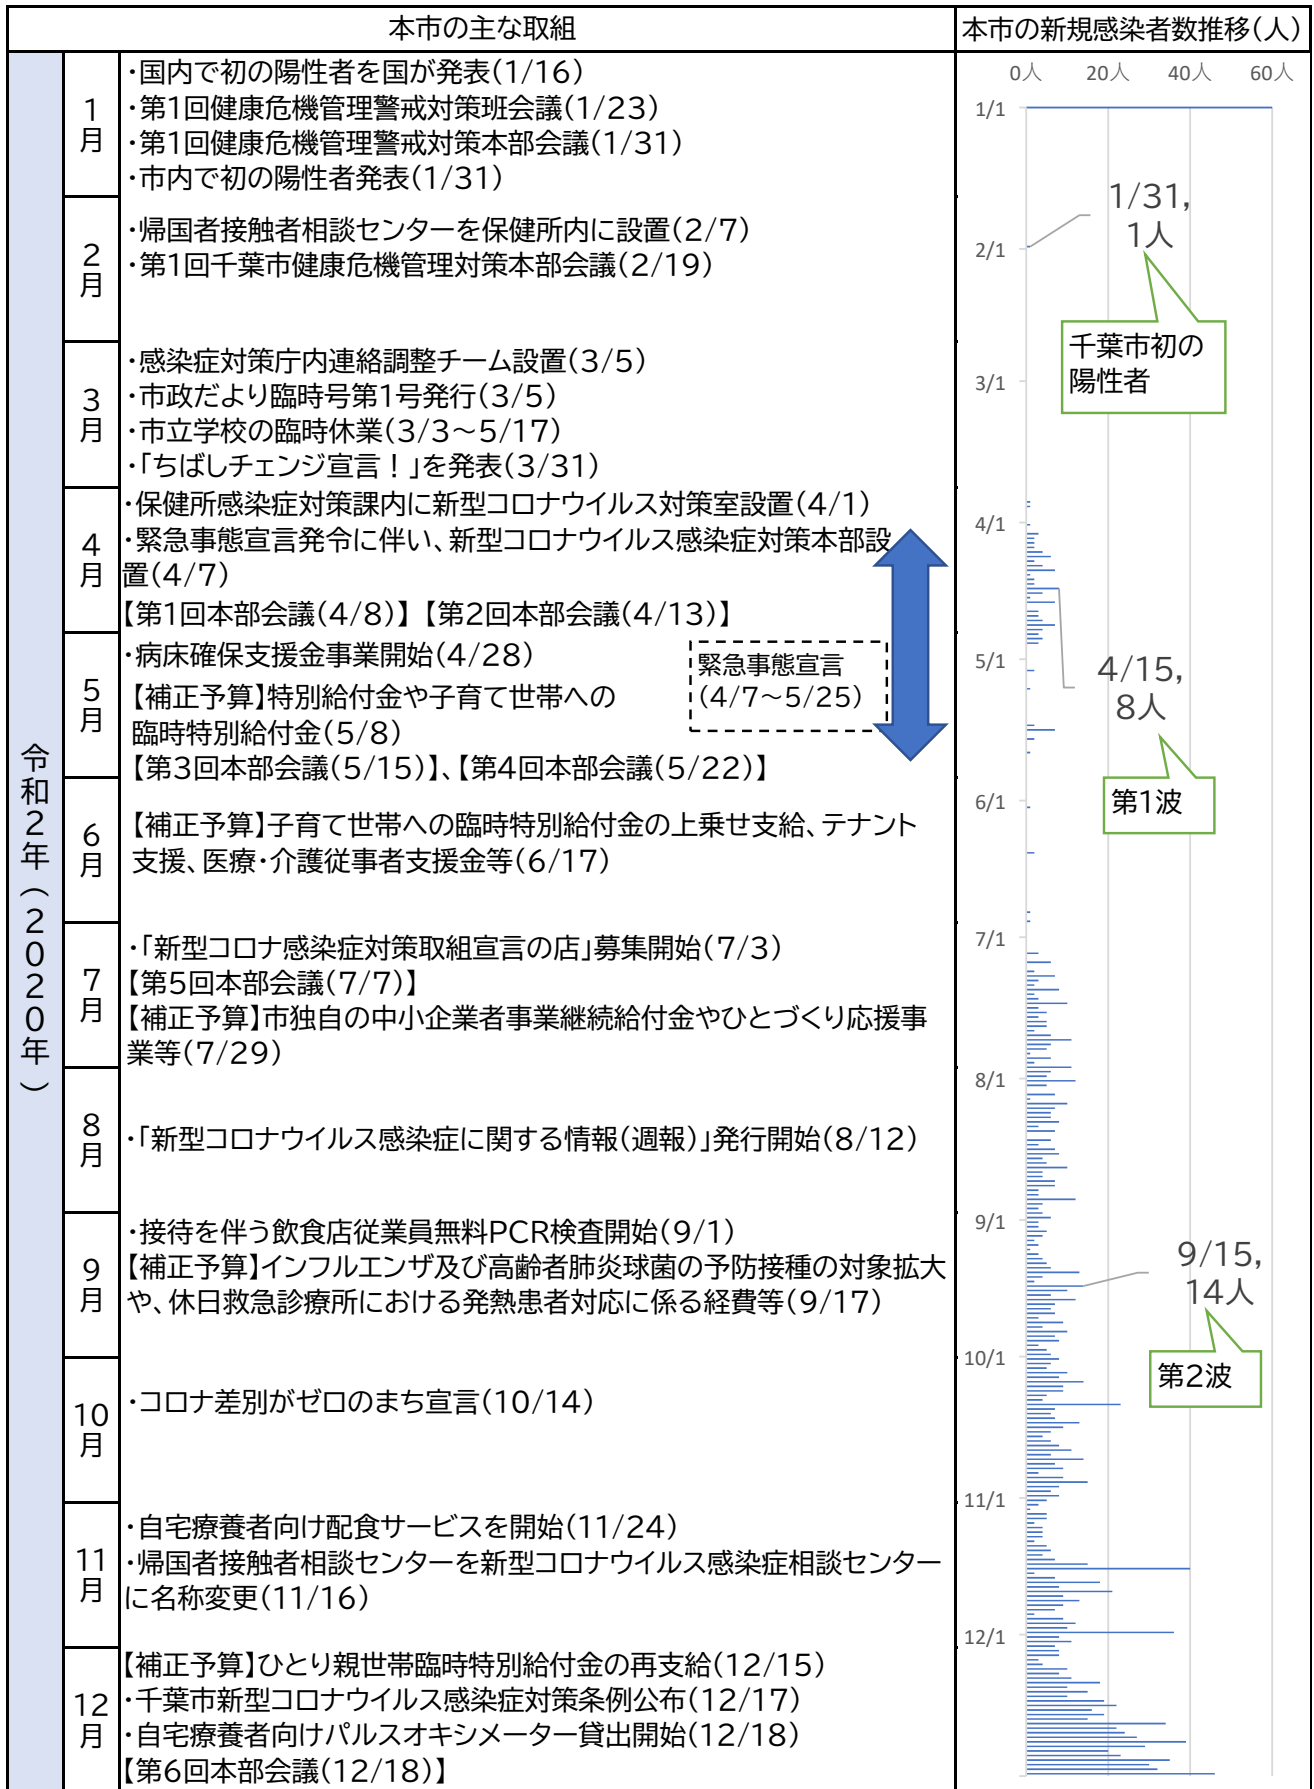 本市の主な取組
本市の新規感染者数推移(人)
令和2年(2020年)
1月
・国内で初の陽性者を国が発表(1/16)
・第1回健康危機管理警戒対策班会議(1/23)
・第1回健康危機管理警戒対策本部会議(1/31)
・市内で初の陽性者発表(1/31)
2月
・帰国者接触者相談センターを保健所内に設置(2/7)
・第1回千葉市健康危機管理対策本部会議(2/19)
3月
・感染症対策庁内連絡調整チーム設置(3/5)
・市政だより臨時号第1号発行(3/5)
・市立学校の臨時休業(3/3~5/17)
・「ちばしチェンジ宣言!」を発表(3/31)
4月
・保健所感染症対策課内に新型コロナウイルス対策室設置(4/1)
・緊急事態宣言発令に伴い、新型コロナウイルス感染症対策本部設
置(4/7)
【第1回本部会議(4/8)】【第2回本部会議(4/13)】
5月
・病床確保支援金事業開始(4/28)
【補正予算】特別給付金や子育て世帯への
臨時特別給付金(5/8)
【第3回本部会議(5/15)】、【第4回本部会議(5/22)】
緊急事態宣言
(4/7~5/25)
6月
【補正予算】子育て世帯への臨時特別給付金の上乗せ支給、テナント
支援、医療・介護従事者支援金等(6/17)
7月
・「新型コロナ感染症対策取組宣言の店」募集開始(7/3)
【第5回本部会議(7/7)】
【補正予算】市独自の中小企業者事業継続給付金やひとづくり応援事
業等(7/29)
8月
・「新型コロナウイルス感染症に関する情報(週報)」発行開始(8/12)
9月
・接待を伴う飲食店従業員無料PCR検査開始(9/1)
【補正予算】インフルエンザ及び高齢者肺炎球菌の予防接種の対象拡大
や、休日救急診療所における発熱患者対応に係る経費等(9/17)
10月
・コロナ差別がゼロのまち宣言(10/14)
11月
・自宅療養者向け配食サービスを開始(11/24)
・帰国者接触者相談センターを新型コロナウイルス感染症相談センター
に名称変更(11/16)
12月
【補正予算】ひとり親世帯臨時特別給付金の再支給(12/15)
・千葉市新型コロナウイルス感染症対策条例公布(12/17)
・自宅療養者向けパルスオキシメーター貸出開始(12/18)
【第6回本部会議(12/18)】
0人 20人 40人 60人
1/1
1/31,
1人
2/1
千葉市初の
陽性者
3/1
4/1
5/1
4/15,
8人
第1波
6/1
7/1
8/1
9/1
9/15,
14人
10/1
第2波
11/1
12/1